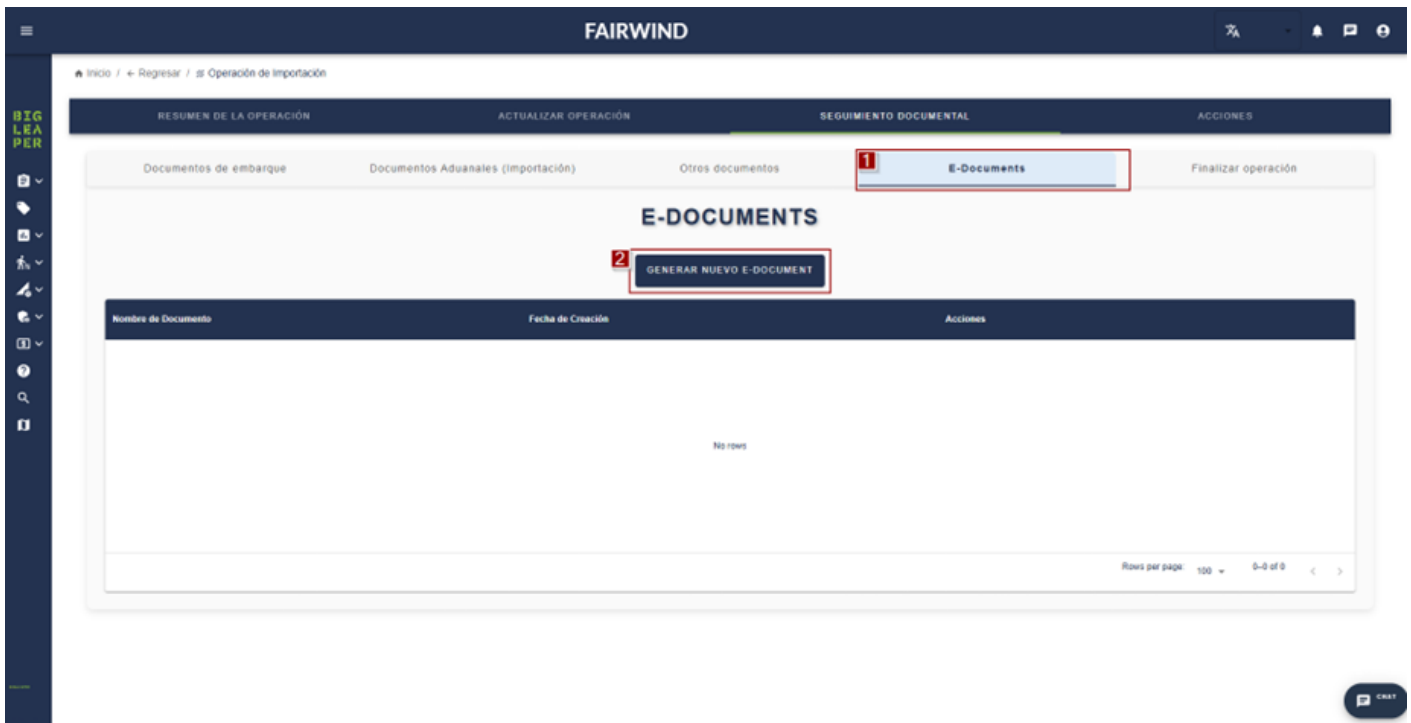 FAIRWIND
Inicio / ← Regresar / Operación de Importación
BIG
LEA
PER
RESUMEN DE LA OPERACIÓN
ACTUALIZAR OPERACIÓN
SEGUIMIENTO DOCUMENTAL
ACCIONES
Documentos de embarque
Documentos Aduanales (Importación)
Otros documentos
1
E-Documents
Finalizar operación
E-DOCUMENTS
2
GENERAR NUEVO E-DOCUMENT
Nombre de Documento
Fecha de Creación
Acciones
No rows
Rows per page: 100 0–0 of 0
CHAT